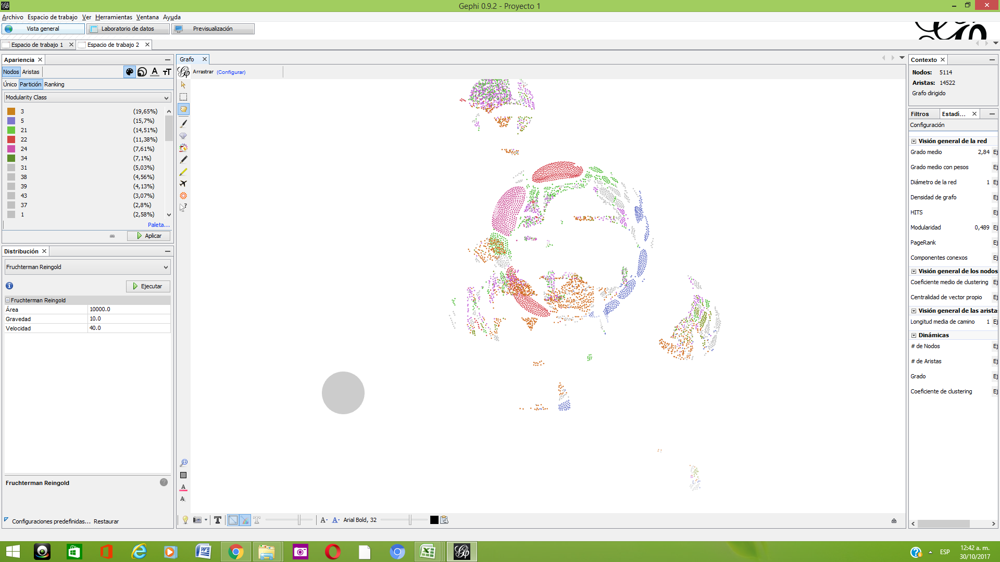 Gephi 0.9.2 - Proyecto 1
Archivo Espacio de trabajo Ver Herramientas Ventana Ayuda
Vista general Laboratorio de datos Previsualización
Espacio de trabajo 1 Espacio de trabajo 2
Apariencia
Nodos Aristas
Único Partición Ranking
Modularity Class
3 (19,65%)
5 (15,7%)
21 (14,51%)
22 (11,38%)
24 (7,61%)
34 (7,1%)
31 (5,03%)
38 (4,56%)
39 (4,13%)
43 (3,07%)
37 (2,8%)
1 (2,58%)
Paleta...
Aplicar
Distribución
Fruchterman Reingold
Ejecutar
Fruchterman Reingold
Área 10000.0
Gravedad 10.0
Velocidad 40.0
Fruchterman Reingold
Configuraciones predefinidas... Restaurar
Grafo
Arrastrar (Configurar)
Arial Bold, 32
Contexto
Nodos: 5114
Aristas: 14522
Grafo dirigido
Filtros Estadí...
Configuración
Visión general de la red
Grado medio 2,84 Ej
Grado medio con pesos Ej
Diámetro de la red 1 Ej
Densidad de grafo Ej
HITS Ej
Modularidad 0,489 Ej
PageRank Ej
Componentes conexos Ej
Visión general de los nodos
Coeficiente medio de clustering Ej
Centralidad de vector propio Ej
Visión general de las arista
Longitud media de camino 1 Ej
Dinámicas
# de Nodos Ej
# de Aristas Ej
Grado Ej
Coeficiente de clustering Ej
ESP
12:42 a. m.
30/10/2017